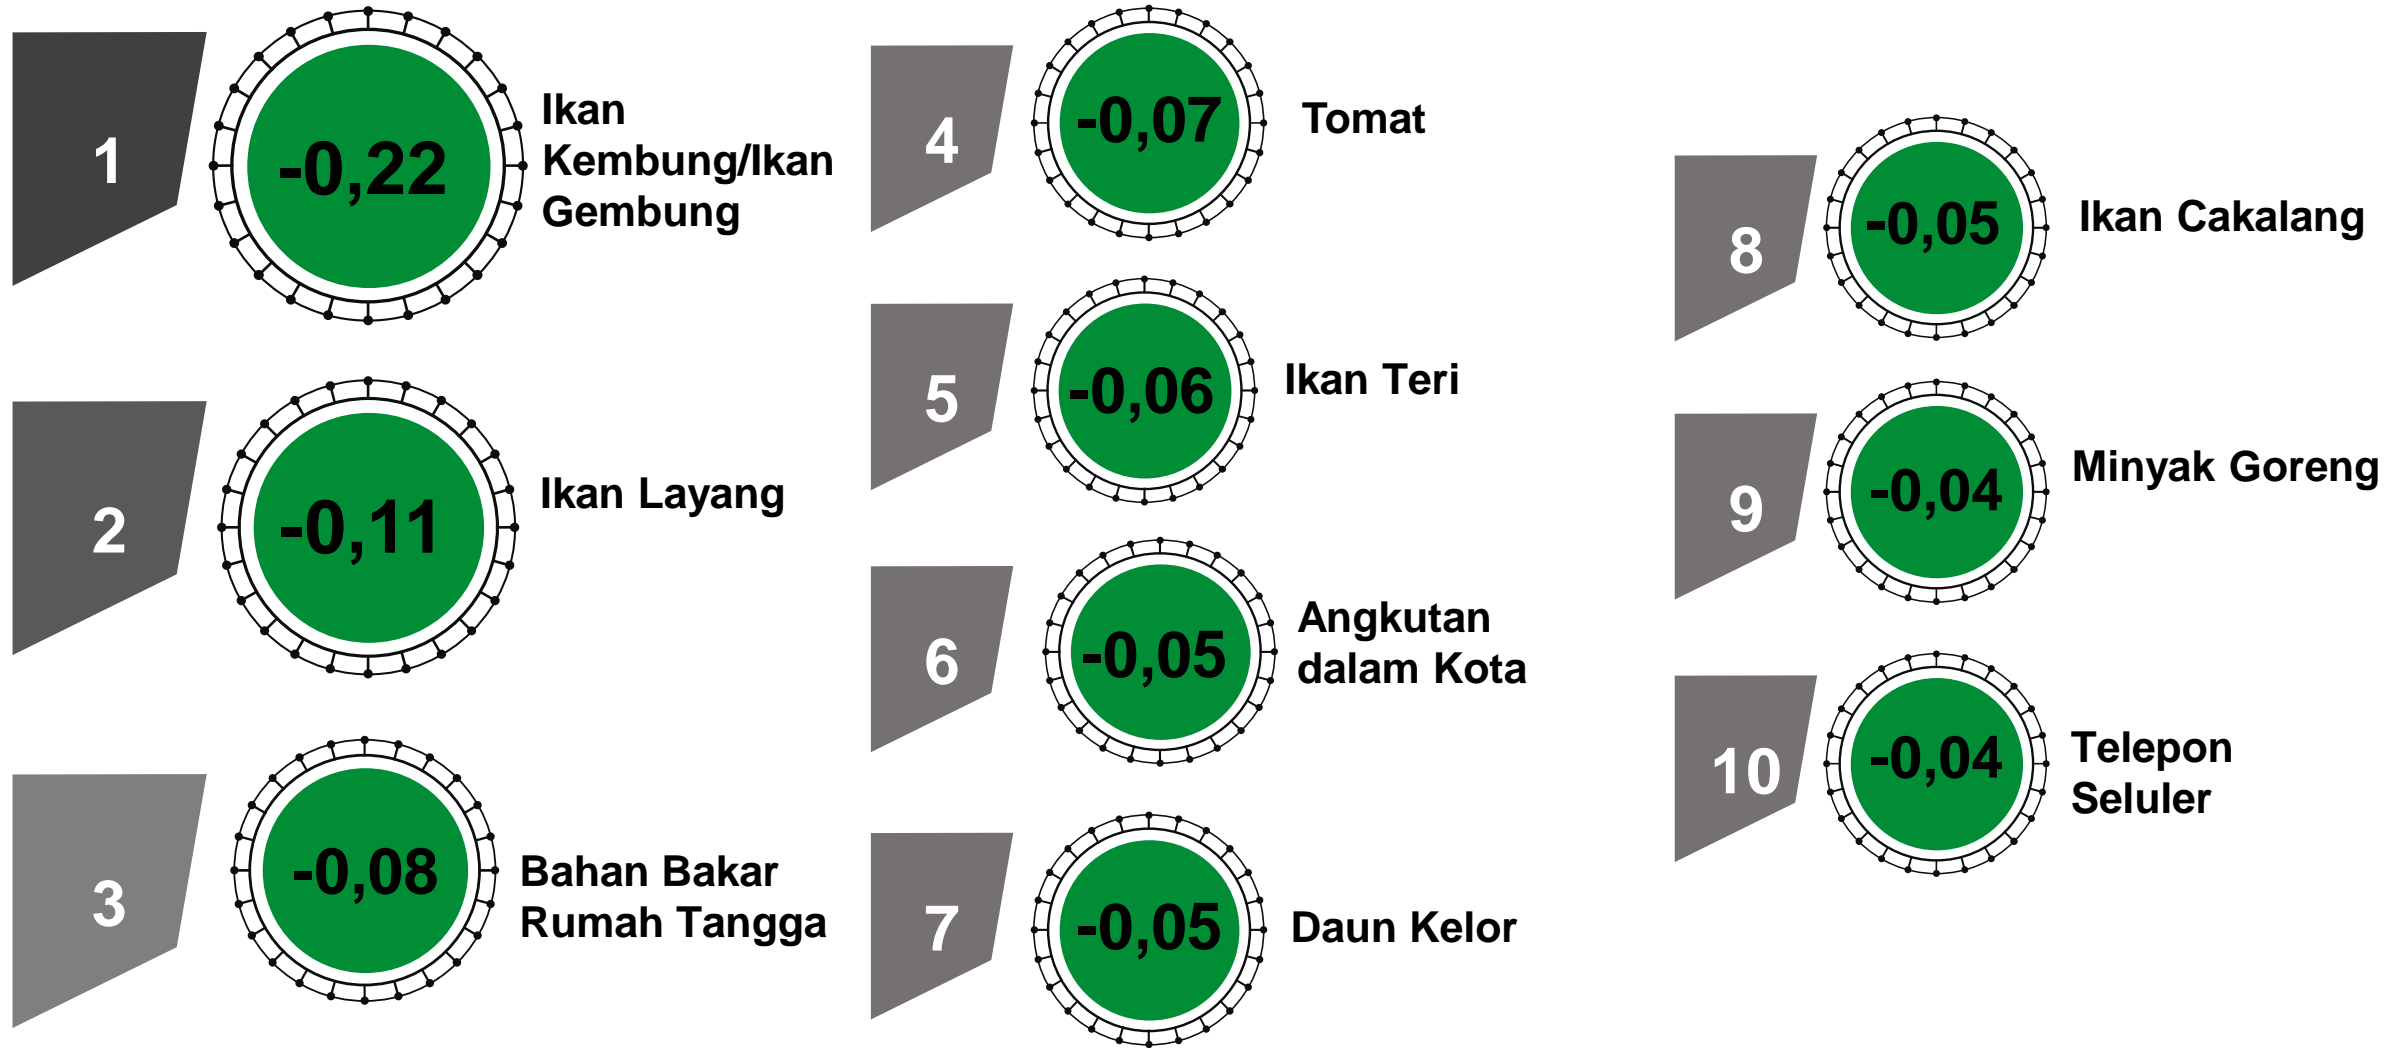 1
-0,22
Ikan
Kembung/Ikan
Gembung
2
-0,11
Ikan Layang
3
-0,08
Bahan Bakar
Rumah Tangga
4
-0,07
Tomat
5
-0,06
Ikan Teri
6
-0,05
Angkutan
dalam Kota
7
-0,05
Daun Kelor
8
-0,05
Ikan Cakalang
9
-0,04
Minyak Goreng
10
-0,04
Telepon
Seluler